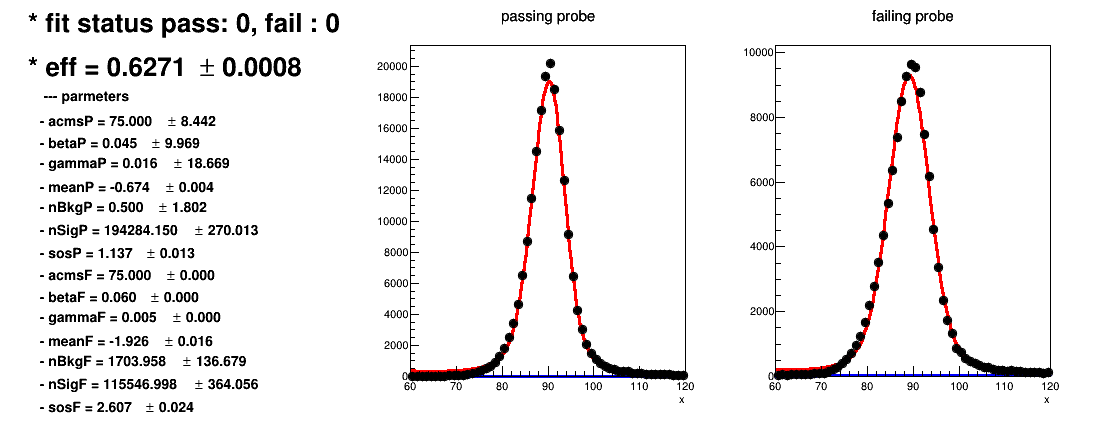 * fit status pass: 0, fail : 0
* eff = 0.6271 ± 0.0008
--- parmeters
- acmsP = 75.000 ± 8.442
- betaP = 0.045 ± 9.969
- gammaP = 0.016 ± 18.669
- meanP = -0.674 ± 0.004
- nBkgP = 0.500 ± 1.802
- nSigP = 194284.150 ± 270.013
- sosP = 1.137 ± 0.013
- acmsF = 75.000 ± 0.000
- betaF = 0.060 ± 0.000
- gammaF = 0.005 ± 0.000
- meanF = -1.926 ± 0.016
- nBkgF = 1703.958 ± 136.679
- nSigF = 115546.998 ± 364.056
- sosF = 2.607 ± 0.024
passing probe
20000
18000
16000
14000
12000
10000
8000
6000
4000
2000
0
60 70 80 90 100 110 120
x
failing probe
10000
8000
6000
4000
2000
0
60 70 80 90 100 110 120
x